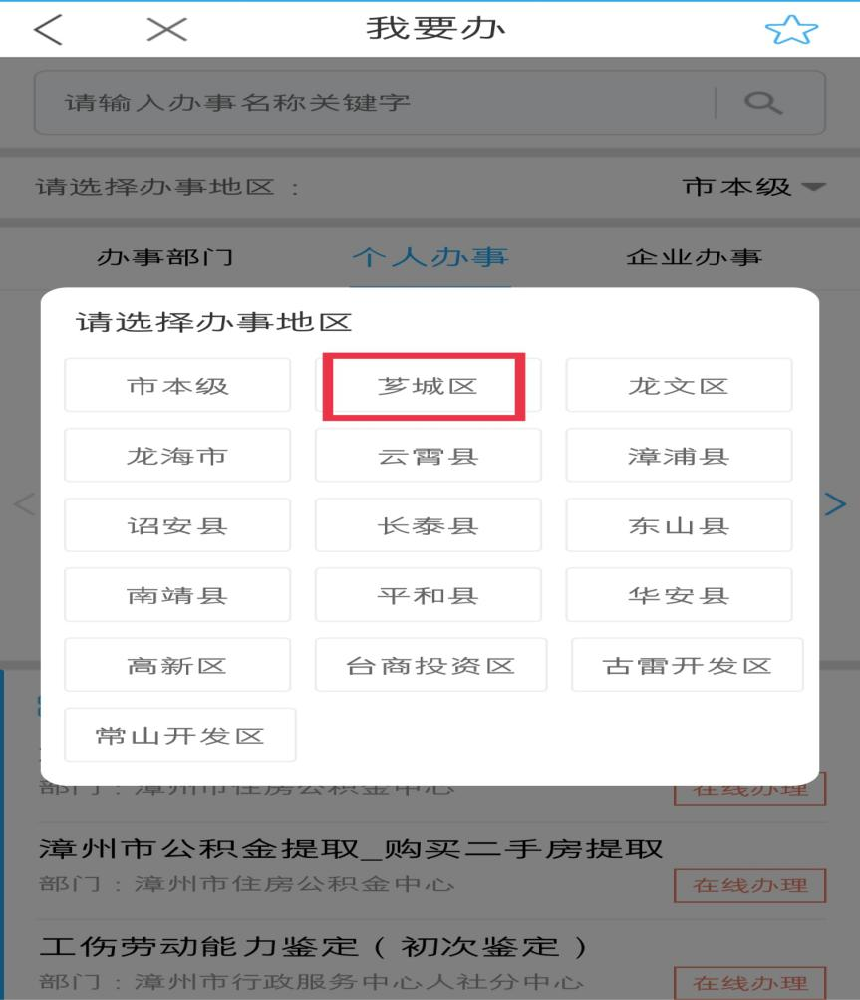 我要办
请输入办事名称关键字
请选择办事地区：
市本级
办事部门 个人办事 企业办事
请选择办事地区
市本级 芗城区 龙文区
龙海市 云霄县 漳浦县
诏安县 长泰县 东山县
南靖县 平和县 华安县
高新区 台商投资区 古雷开发区
常山开发区
部门：漳州市住房公积金中心 在线办理
漳州市公积金提取_购买二手房提取
部门：漳州市住房公积金中心 在线办理
工伤劳动能力鉴定（初次鉴定）
部门：漳州市行政服务中心人社分中心 在线办理